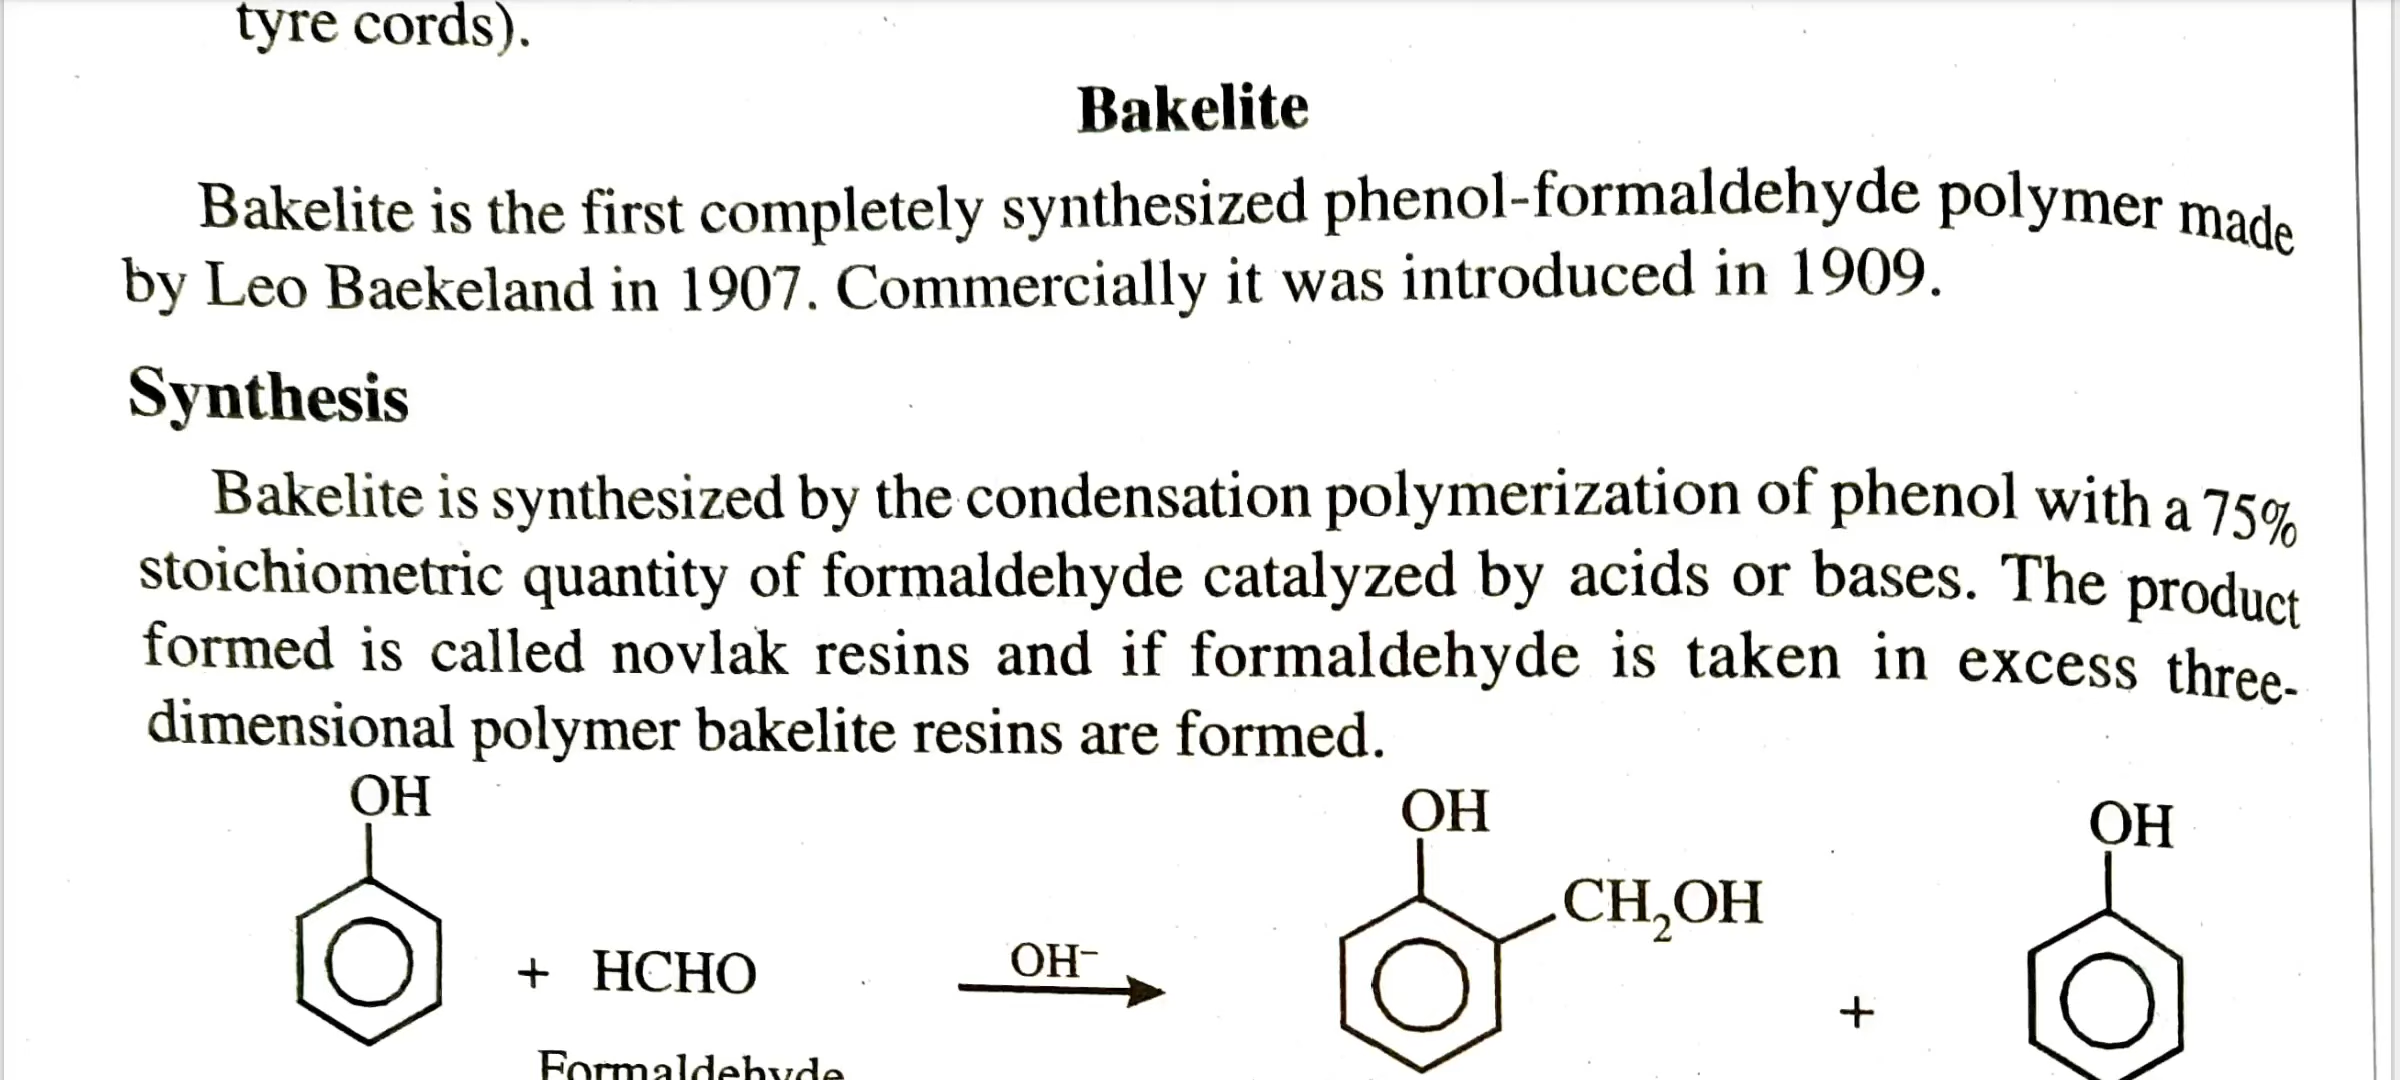 tyre cords).
Bakelite
Bakelite is the first completely synthesized phenol-formaldehyde polymer made
by Leo Baekeland in 1907. Commercially it was introduced in 1909.
Synthesis
Bakelite is synthesized by the condensation polymerization of phenol with a 75%
stoichiometric quantity of formaldehyde catalyzed by acids or bases. The product
formed is called novlak resins and if formaldehyde is taken in excess three-
dimensional polymer bakelite resins are formed.
OH OH OH
CH₂OH
+ HCHO OH⁻ +
Formaldehyde